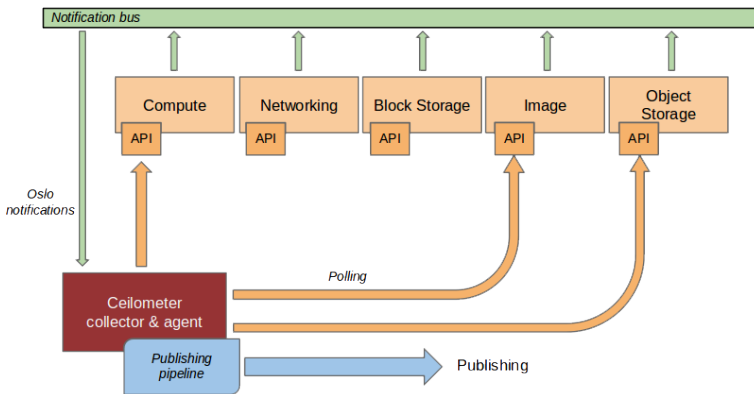 Notification bus
Compute
Networking
Block Storage
Image
Object
Storage
API
API
API
API
API
Oslo
notifications
Polling
Ceilometer
collector & agent
Publishing
pipeline
Publishing